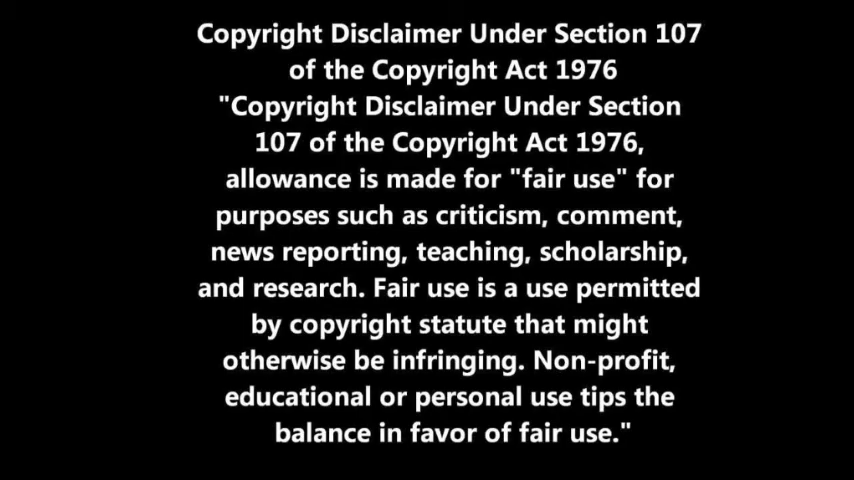 Copyright Disclaimer Under Section 107
of the Copyright Act 1976
"Copyright Disclaimer Under Section
107 of the Copyright Act 1976,
allowance is made for "fair use" for
purposes such as criticism, comment,
news reporting, teaching, scholarship,
and research. Fair use is a use permitted
by copyright statute that might
otherwise be infringing. Non-profit,
educational or personal use tips the
balance in favor of fair use."